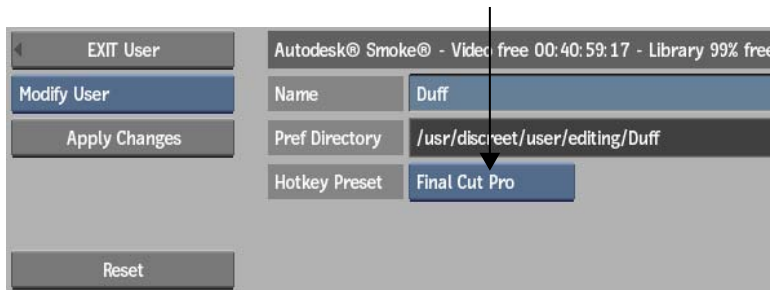 EXIT User
Autodesk® Smoke® - Video free 00:40:59:17 - Library 99% free
Modify User
Name
Duff
Apply Changes
Pref Directory
/usr/discreet/user/editing/Duff
Hotkey Preset
Final Cut Pro
Reset